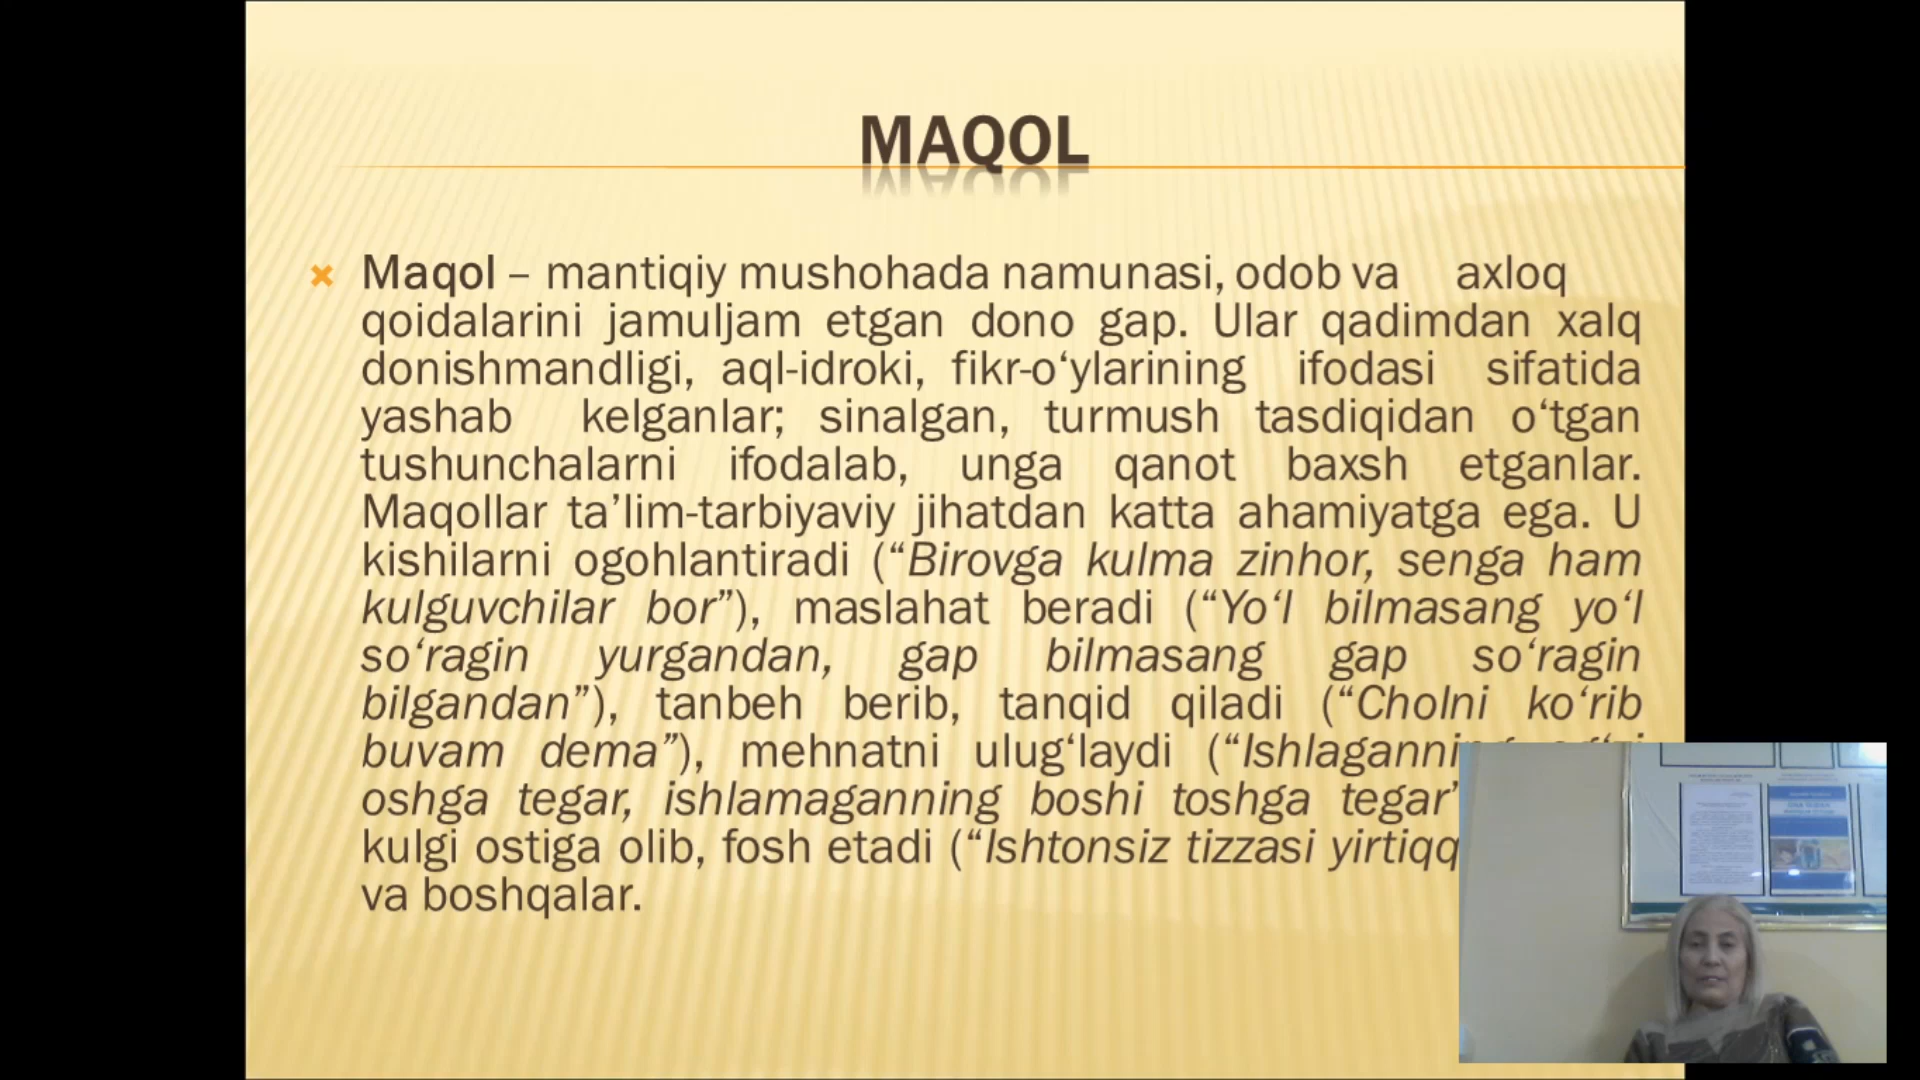 MAQOL
Maqol – mantiqiy mushohada namunasi, odob va axloq
qoidalarini jamuljam etgan dono gap. Ular qadimdan xalq
donishmandligi, aql-idroki, fikr-o‘ylarining ifodasi sifatida
yashab kelganlar; sinalgan, turmush tasdiqidan o‘tgan
tushunchalarni ifodalab, unga qanot baxsh etganlar.
Maqollar ta’lim-tarbiyaviy jihatdan katta ahamiyatga ega. U
kishilarni ogohlantiradi (“Birovga kulma zinhor, senga ham
kulguvchilar bor”), maslahat beradi (“Yo‘l bilmasang yo‘l
so‘ragin yurgandan, gap bilmasang gap so‘ragin
bilgandan”), tanbeh berib, tanqid qiladi (“Cholni ko‘rib
buvam dema”), mehnatni ulug‘laydi (“
oshga tegar, ishlamaganning boshi toshga tegar”
kulgi ostiga olib, fosh etadi (“Ishtonsiz tizzasi
va boshqalar.